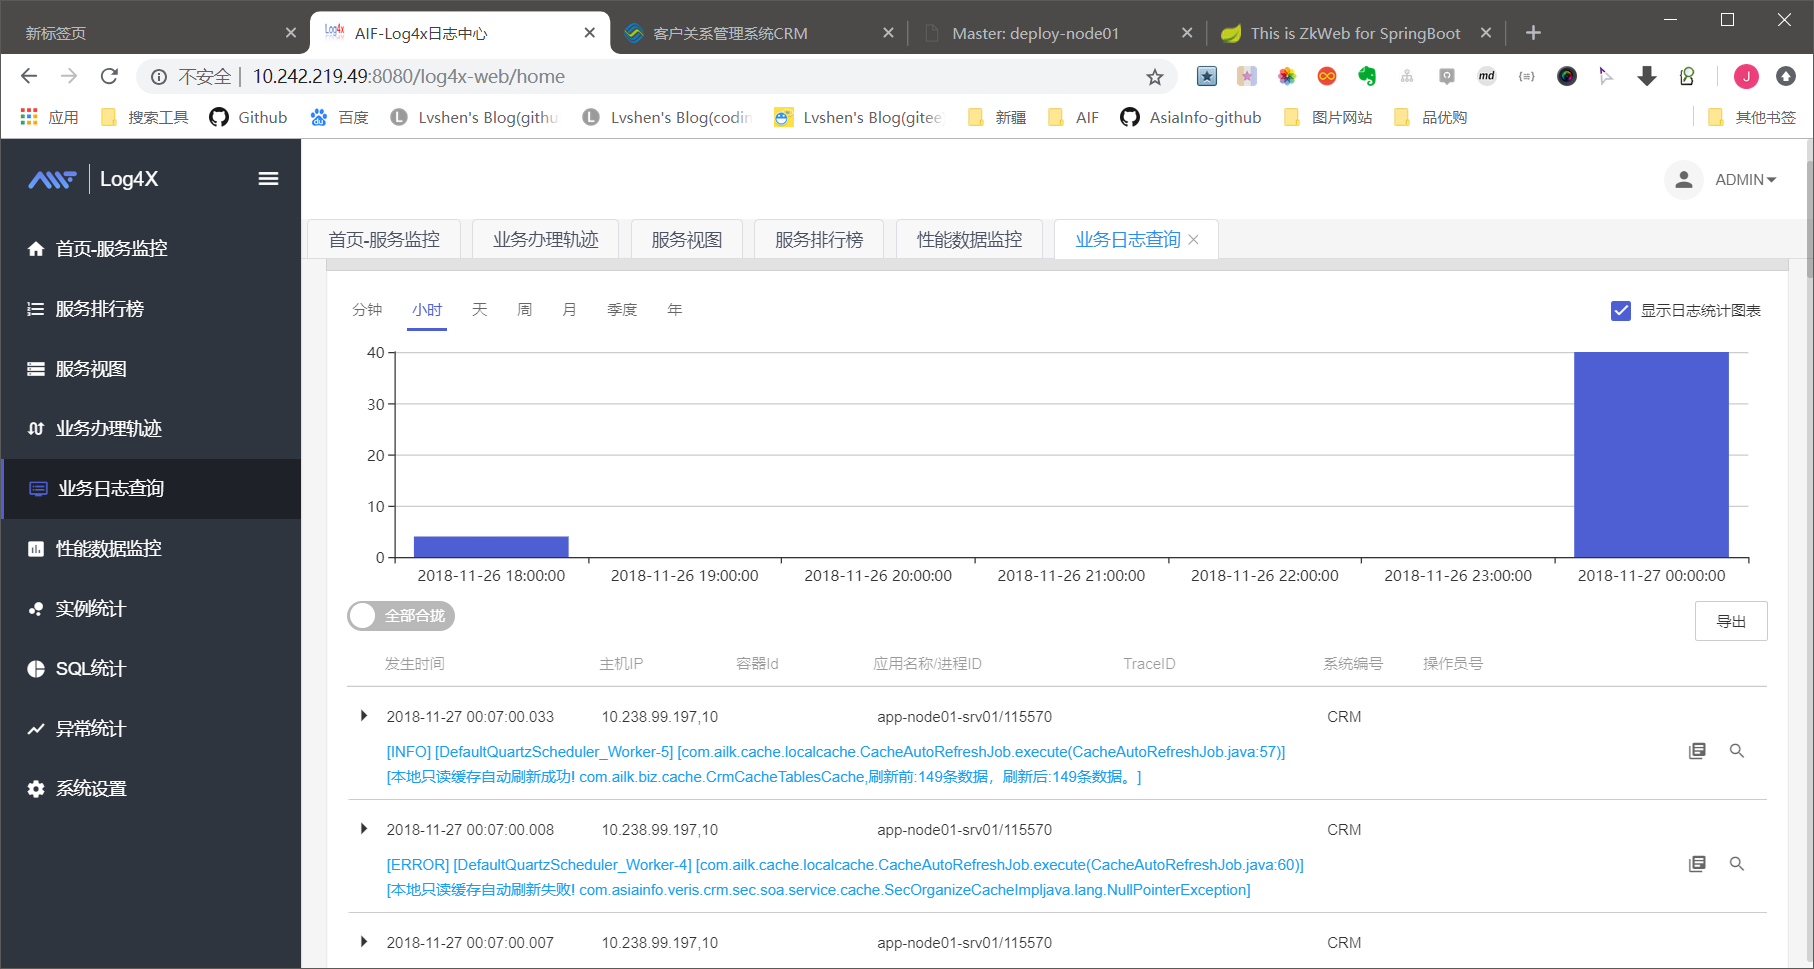 新标签页
Log4x AIF-Log4x日志中心
客户关系管理系统CRM
Master: deploy-node01
This is ZkWeb for SpringBoot
不安全 | 10.242.219.49:8080/log4x-web/home
md
J
应用
搜索工具
Github
百度
L Lvshen's Blog(githu
L Lvshen's Blog(codin
Lvshen's Blog(gitee
新疆
AIF
AsiaInfo-github
图片网站
品优购
其他书签
AIF Log4X
ADMIN
首页-服务监控
服务排行榜
服务视图
业务办理轨迹
业务日志查询
性能数据监控
实例统计
SQL统计
异常统计
系统设置
首页-服务监控 业务办理轨迹 服务视图 服务排行榜 性能数据监控 业务日志查询
分钟 小时 天 周 月 季度 年
显示日志统计图表
40
30
20
10
0
2018-11-26 18:00:00 2018-11-26 19:00:00 2018-11-26 20:00:00 2018-11-26 21:00:00 2018-11-26 22:00:00 2018-11-26 23:00:00 2018-11-27 00:00:00
全部合拢
导出
发生时间 主机IP 容器Id 应用名称/进程ID TraceID 系统编号 操作员号
2018-11-27 00:07:00.033 10.238.99.197,10 app-node01-srv01/115570 CRM
[INFO] [DefaultQuartzScheduler_Worker-5] [com.ailk.cache.localcache.CacheAutoRefreshJob.execute(CacheAutoRefreshJob.java:57)]
[本地只读缓存自动刷新成功! com.ailk.biz.cache.CrmCacheTablesCache,刷新前:149条数据，刷新后:149条数据。]
2018-11-27 00:07:00.008 10.238.99.197,10 app-node01-srv01/115570 CRM
[ERROR] [DefaultQuartzScheduler_Worker-4] [com.ailk.cache.localcache.CacheAutoRefreshJob.execute(CacheAutoRefreshJob.java:60)]
[本地只读缓存自动刷新失败! com.asiainfo.veris.crm.sec.soa.service.cache.SecOrganizeCacheImpljava.lang.NullPointerException]
2018-11-27 00:07:00.007 10.238.99.197,10 app-node01-srv01/115570 CRM